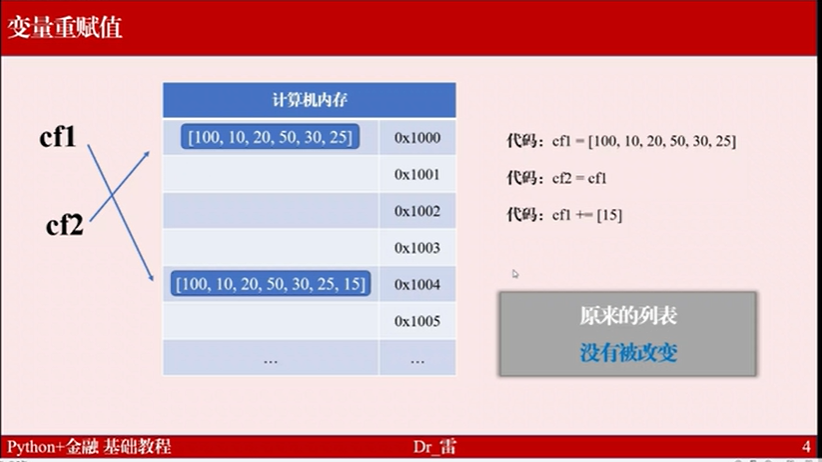 变量重赋值
计算机内存
cf1
[100, 10, 20, 50, 30, 25] 0x1000
代码：cf1 = [100, 10, 20, 50, 30, 25]
0x1001
代码：cf2 = cf1
cf2
0x1002
代码：cf1 += [15]
0x1003
[100, 10, 20, 50, 30, 25, 15] 0x1004
0x1005
… …
原来的列表
没有被改变
Python+金融 基础教程 Dr_雷 4